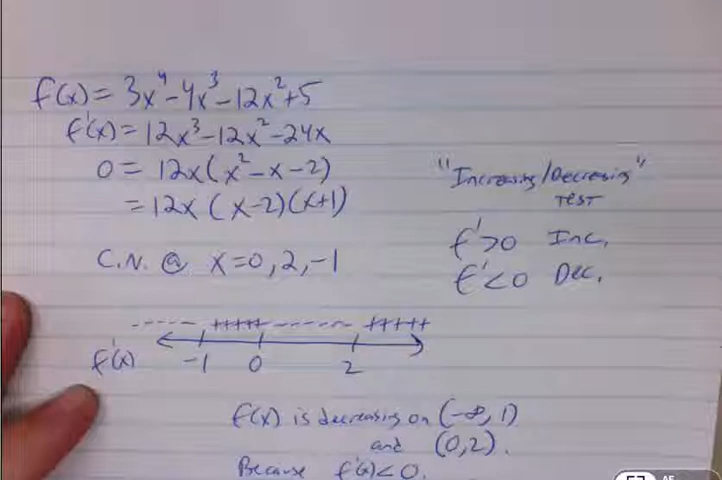 f(x) = 3x⁴ - 4x³ - 12x² + 5
f'(x) = 12x³ - 12x² - 24x
0 = 12x(x² - x - 2)
= 12x(x-2)(x+1)
C.N. @ x = 0, 2, -1
"Increasing/Decreasing"
TEST
f' > 0 Inc.
f' < 0 Dec.
----- +++++ ------- +++++
f'(x) -1 0 2
f(x) is decreasing on (-∞, 1)
and (0,2).
Because f'(x) < 0.